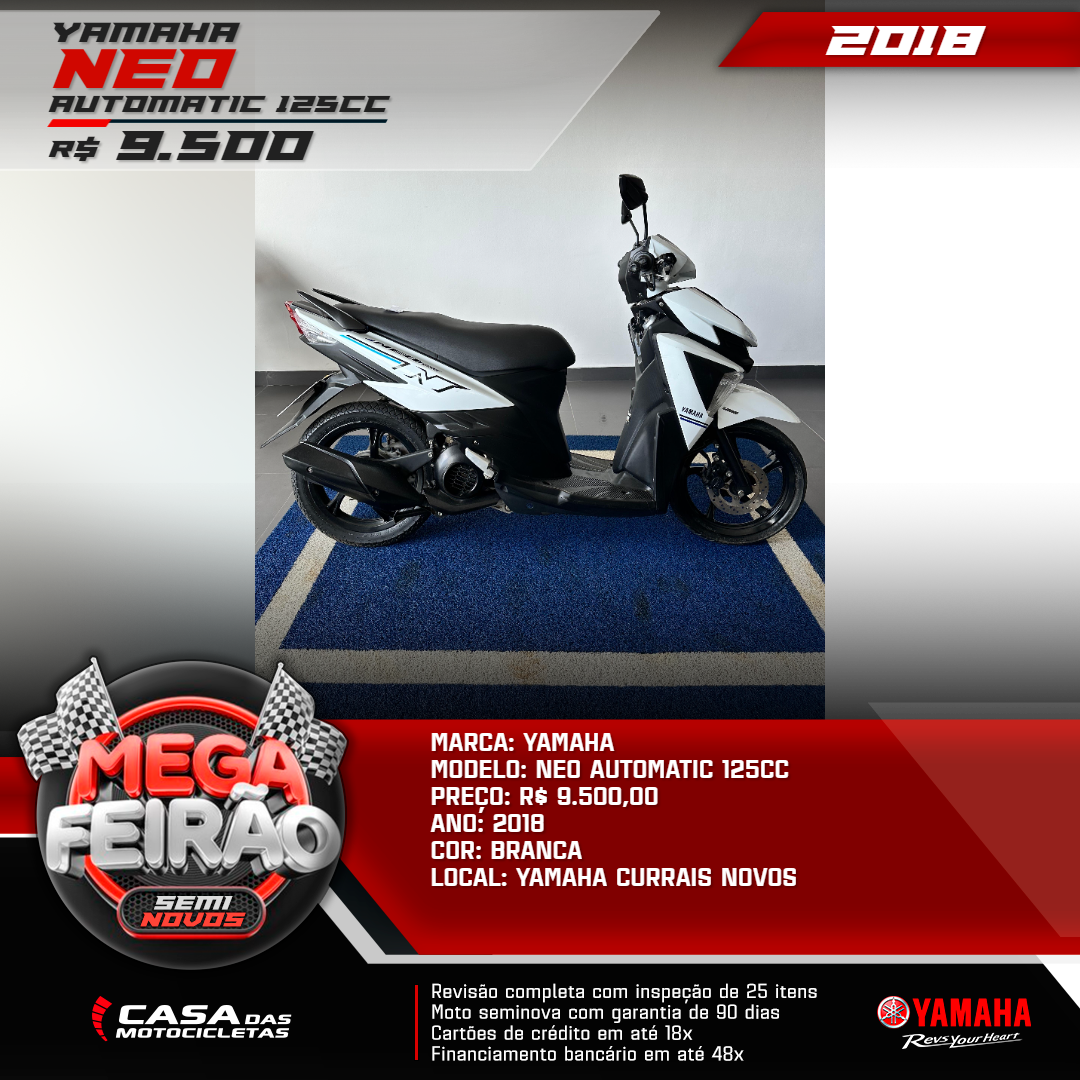 YAMAHA
NEO
AUTOMATIC 125CC
R$ 9.500
2018
N
YAMAHA
MEGA
FEIRÃO
SEMI
NOVOS
MARCA: YAMAHA
MODELO: NEO AUTOMATIC 125CC
PREÇO: R$ 9.500,00
ANO: 2018
COR: BRANCA
LOCAL: YAMAHA CURRAIS NOVOS
CASA DAS
MOTOCICLETAS
Revisão completa com inspeção de 25 itens
Moto seminova com garantia de 90 dias
Cartões de crédito em até 18x
Financiamento bancário em até 48x
YAMAHA
Revs Your Heart